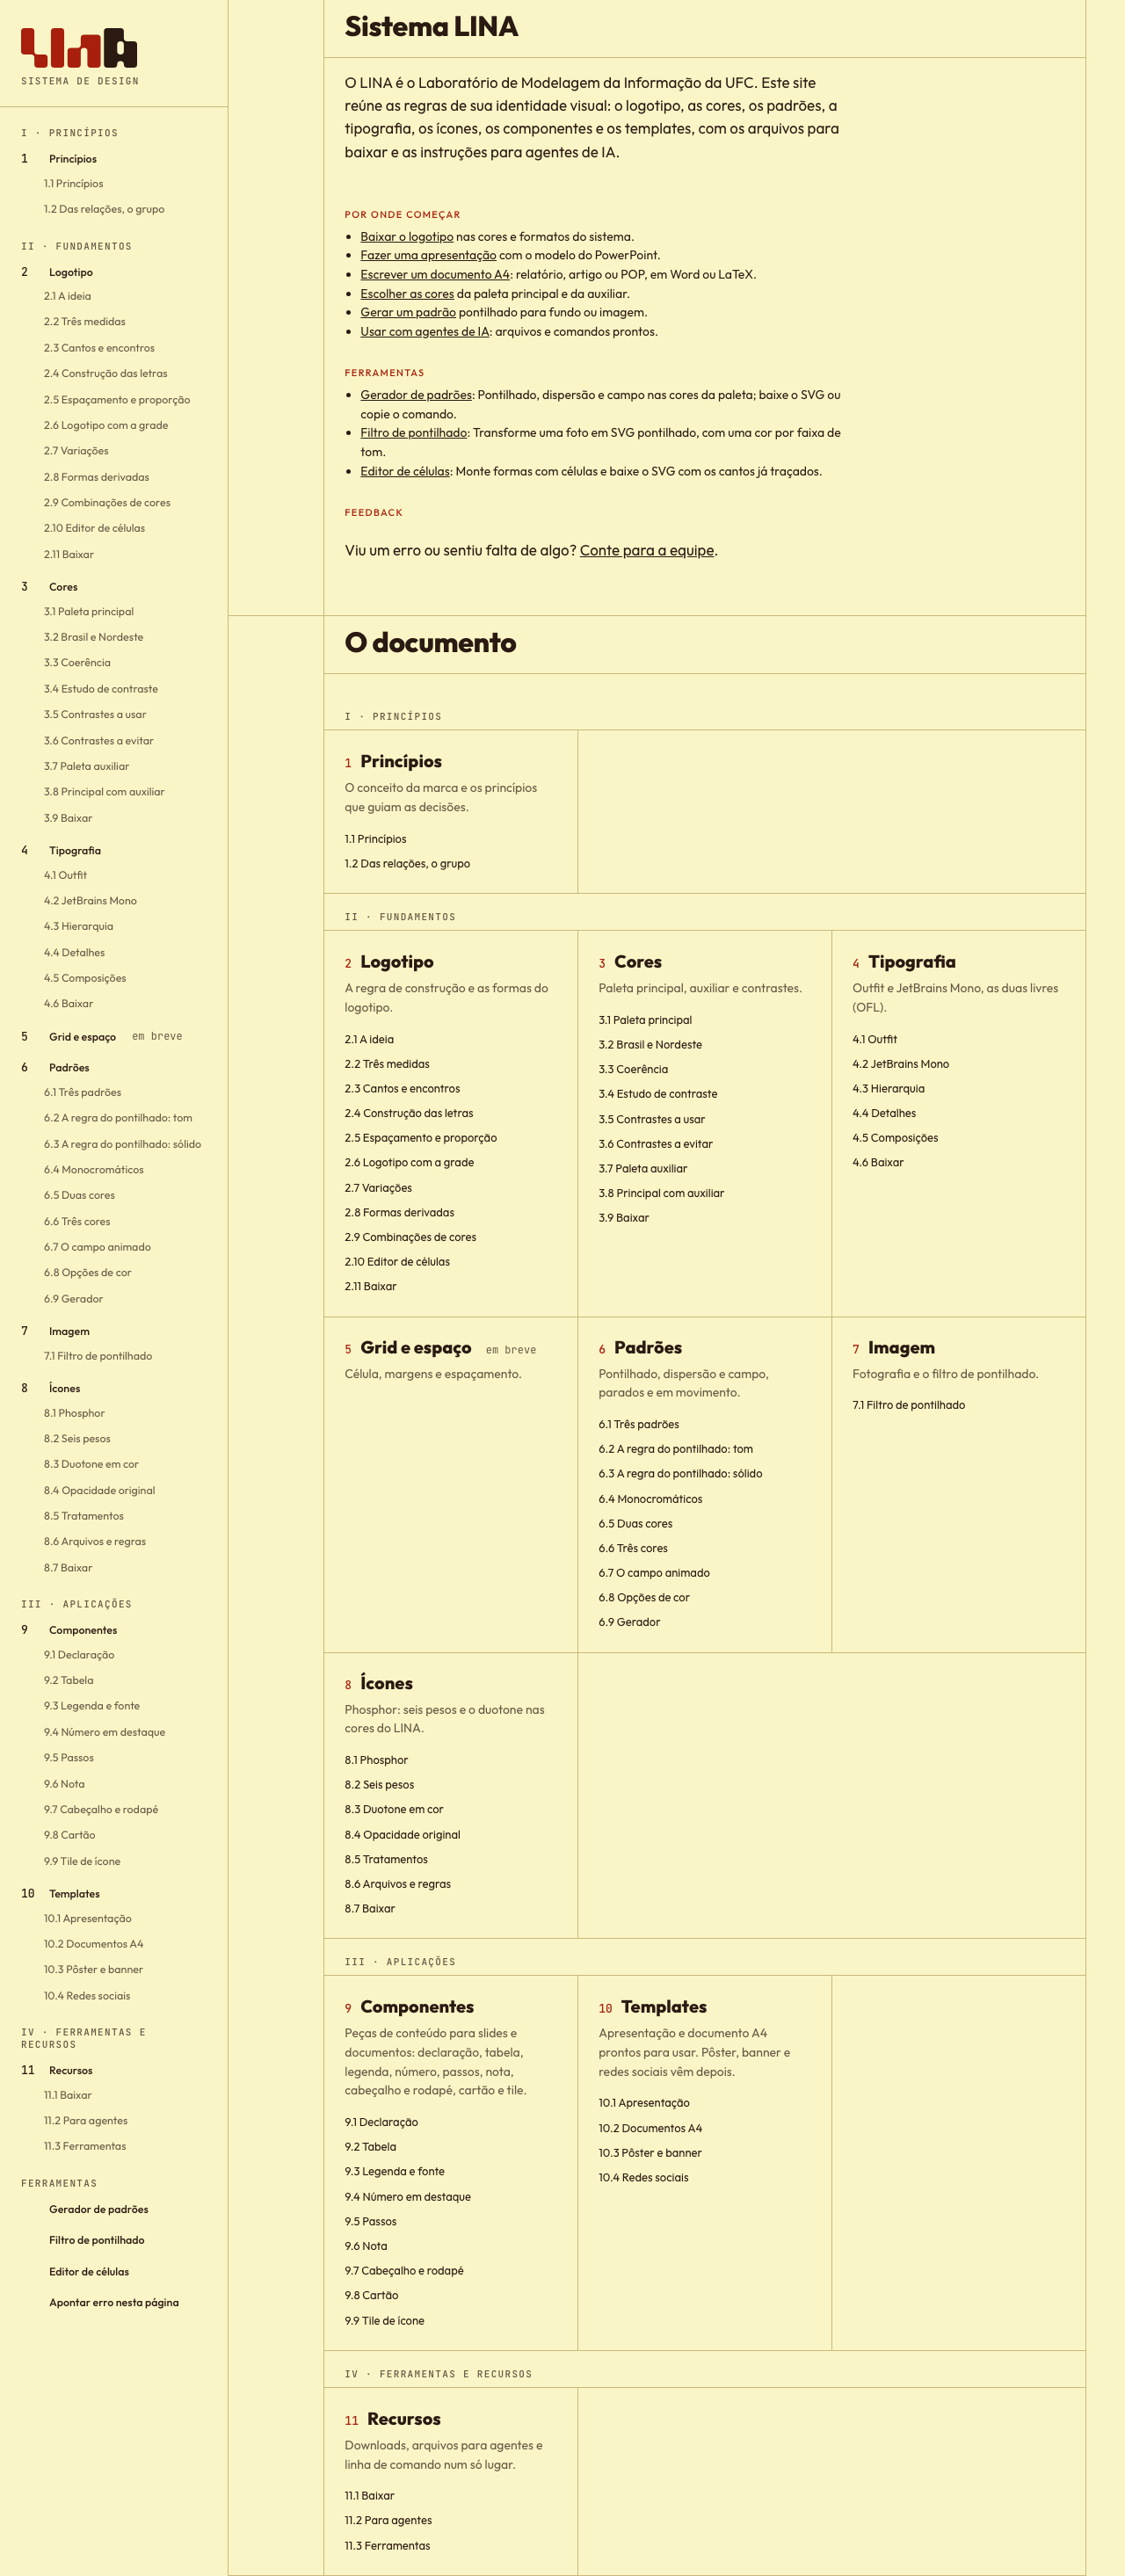 LINA
SISTEMA DE DESIGN
I · PRINCÍPIOS
1 Princípios
1.1 Princípios
1.2 Das relações, o grupo
II · FUNDAMENTOS
2 Logotipo
2.1 A ideia
2.2 Três medidas
2.3 Cantos e encontros
2.4 Construção das letras
2.5 Espaçamento e proporção
2.6 Logotipo com a grade
2.7 Variações
2.8 Formas derivadas
2.9 Combinações de cores
2.10 Editor de células
2.11 Baixar
3 Cores
3.1 Paleta principal
3.2 Brasil e Nordeste
3.3 Coerência
3.4 Estudo de contraste
3.5 Contrastes a usar
3.6 Contrastes a evitar
3.7 Paleta auxiliar
3.8 Principal com auxiliar
3.9 Baixar
4 Tipografia
4.1 Outfit
4.2 JetBrains Mono
4.3 Hierarquia
4.4 Detalhes
4.5 Composições
4.6 Baixar
5 Grid e espaço em breve
6 Padrões
6.1 Três padrões
6.2 A regra do pontilhado: tom
6.3 A regra do pontilhado: sólido
6.4 Monocromáticos
6.5 Duas cores
6.6 Três cores
6.7 O campo animado
6.8 Opções de cor
6.9 Gerador
7 Imagem
7.1 Filtro de pontilhado
8 Ícones
8.1 Phosphor
8.2 Seis pesos
8.3 Duotone em cor
8.4 Opacidade original
8.5 Tratamentos
8.6 Arquivos e regras
8.7 Baixar
III · APLICAÇÕES
9 Componentes
9.1 Declaração
9.2 Tabela
9.3 Legenda e fonte
9.4 Número em destaque
9.5 Passos
9.6 Nota
9.7 Cabeçalho e rodapé
9.8 Cartão
9.9 Tile de ícone
10 Templates
10.1 Apresentação
10.2 Documentos A4
10.3 Pôster e banner
10.4 Redes sociais
IV · FERRAMENTAS E
RECURSOS
11 Recursos
11.1 Baixar
11.2 Para agentes
11.3 Ferramentas
FERRAMENTAS
Gerador de padrões
Filtro de pontilhado
Editor de células
Apontar erro nesta página
Sistema LINA
O LINA é o Laboratório de Modelagem da Informação da UFC. Este site
reúne as regras de sua identidade visual: o logotipo, as cores, os padrões, a
tipografia, os ícones, os componentes e os templates, com os arquivos para
baixar e as instruções para agentes de IA.
POR ONDE COMEÇAR
• Baixar o logotipo nas cores e formatos do sistema.
• Fazer uma apresentação com o modelo do PowerPoint.
• Escrever um documento A4: relatório, artigo ou POP, em Word ou LaTeX.
• Escolher as cores da paleta principal e da auxiliar.
• Gerar um padrão pontilhado para fundo ou imagem.
• Usar com agentes de IA: arquivos e comandos prontos.
FERRAMENTAS
• Gerador de padrões: Pontilhado, dispersão e campo nas cores da paleta; baixe o SVG ou
copie o comando.
• Filtro de pontilhado: Transforme uma foto em SVG pontilhado, com uma cor por faixa de
tom.
• Editor de células: Monte formas com células e baixe o SVG com os cantos já traçados.
FEEDBACK
Viu um erro ou sentiu falta de algo? Conte para a equipe.
O documento
I · PRINCÍPIOS
1 Princípios
O conceito da marca e os princípios
que guiam as decisões.
1.1 Princípios
1.2 Das relações, o grupo
II · FUNDAMENTOS
2 Logotipo
A regra de construção e as formas do
logotipo.
2.1 A ideia
2.2 Três medidas
2.3 Cantos e encontros
2.4 Construção das letras
2.5 Espaçamento e proporção
2.6 Logotipo com a grade
2.7 Variações
2.8 Formas derivadas
2.9 Combinações de cores
2.10 Editor de células
2.11 Baixar
3 Cores
Paleta principal, auxiliar e contrastes.
3.1 Paleta principal
3.2 Brasil e Nordeste
3.3 Coerência
3.4 Estudo de contraste
3.5 Contrastes a usar
3.6 Contrastes a evitar
3.7 Paleta auxiliar
3.8 Principal com auxiliar
3.9 Baixar
4 Tipografia
Outfit e JetBrains Mono, as duas livres
(OFL).
4.1 Outfit
4.2 JetBrains Mono
4.3 Hierarquia
4.4 Detalhes
4.5 Composições
4.6 Baixar
5 Grid e espaço em breve
Célula, margens e espaçamento.
6 Padrões
Pontilhado, dispersão e campo,
parados e em movimento.
6.1 Três padrões
6.2 A regra do pontilhado: tom
6.3 A regra do pontilhado: sólido
6.4 Monocromáticos
6.5 Duas cores
6.6 Três cores
6.7 O campo animado
6.8 Opções de cor
6.9 Gerador
7 Imagem
Fotografia e o filtro de pontilhado.
7.1 Filtro de pontilhado
8 Ícones
Phosphor: seis pesos e o duotone nas
cores do LINA.
8.1 Phosphor
8.2 Seis pesos
8.3 Duotone em cor
8.4 Opacidade original
8.5 Tratamentos
8.6 Arquivos e regras
8.7 Baixar
III · APLICAÇÕES
9 Componentes
Peças de conteúdo para slides e
documentos: declaração, tabela,
legenda, número, passos, nota,
cabeçalho e rodapé, cartão e tile.
9.1 Declaração
9.2 Tabela
9.3 Legenda e fonte
9.4 Número em destaque
9.5 Passos
9.6 Nota
9.7 Cabeçalho e rodapé
9.8 Cartão
9.9 Tile de ícone
10 Templates
Apresentação e documento A4
prontos para usar. Pôster, banner e
redes sociais vêm depois.
10.1 Apresentação
10.2 Documentos A4
10.3 Pôster e banner
10.4 Redes sociais
IV · FERRAMENTAS E RECURSOS
11 Recursos
Downloads, arquivos para agentes e
linha de comando num só lugar.
11.1 Baixar
11.2 Para agentes
11.3 Ferramentas